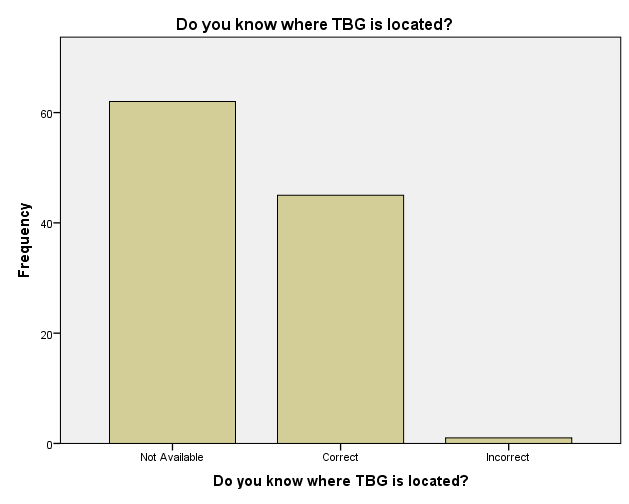 Do you know where TBG is located?
Frequency
60
40
20
0
Not Available
Correct
Incorrect
Do you know where TBG is located?